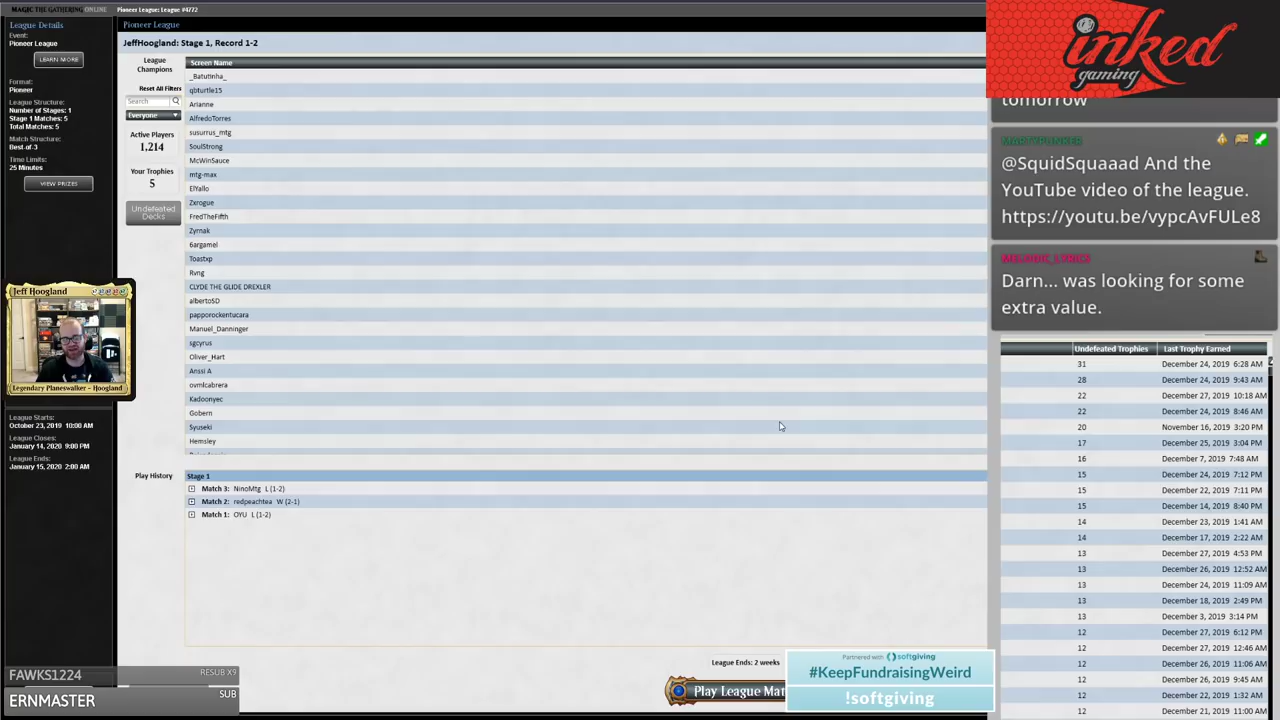 MAGIC THE GATHERING ONLINE
Pioneer League: League #4772
League Details
Event:
Pioneer League
LEARN MORE
Format:
Pioneer
League Structure:
Number of Stages: 1
Stage 1 Matches: 5
Total Matches: 5
Match Structure:
Best-of-3
Time Limits:
25 Minutes
VIEW PRIZES
Jeff Hoogland
Legendary Planeswalker - Hoogland
League Starts:
October 23, 2019 10:00 AM
League Closes:
January 14, 2020 9:00 PM
League Ends:
January 15, 2020 2:00 AM
FAWKS1224
RESUB X9
ERNMASTER
SUB
Pioneer League
JeffHoogland: Stage 1, Record 1-2
League
Champions
Reset All Filters
Search
Everyone
Active Players
1,214
Your Trophies
5
Undefeated
Decks
Screen Name
_Batutinha_
qbturtle15
Arianne
AlfredoTorres
susurrus_mtg
SoulStrong
McWinSauce
mtg-max
ElYallo
Zxrogue
FredTheFifth
Zyrnak
6argamel
Toastxp
Rvng
CLYDE THE GLIDE DREXLER
albertoSD
papporockentucara
Manuel_Danninger
sgcyrus
Oliver_Hart
Anssi A
ovmlcabrera
Kadoonyec
Gobern
Syuseki
Hemsley
Play History
Stage 1
Match 3: NinoMtg L (1-2)
Match 2: redpeachtea W (2-1)
Match 1: OYU L (1-2)
League Ends: 2 weeks
Play League Mat
Partnered with softgiving
#KeepFundraisingWeird
!softgiving
inked
gaming
tomorrow
MARTYPUNKER
@SquidSquaaad And the
YouTube video of the league.
https://youtu.be/vypcAvFULe8
Darn... was looking for some
extra value.
Undefeated Trophies Last Trophy Earned
31 December 24, 2019 6:28 AM
28 December 24, 2019 9:43 AM
22 December 27, 2019 10:18 AM
22 December 24, 2019 8:46 AM
20 November 16, 2019 3:20 PM
17 December 25, 2019 3:04 PM
16 December 7, 2019 7:48 AM
15 December 24, 2019 7:12 PM
15 December 22, 2019 7:11 PM
15 December 14, 2019 8:40 PM
14 December 23, 2019 1:41 AM
14 December 17, 2019 2:22 AM
13 December 27, 2019 4:53 PM
13 December 26, 2019 12:52 AM
13 December 24, 2019 11:09 AM
13 December 18, 2019 2:49 PM
13 December 3, 2019 3:14 PM
12 December 27, 2019 6:12 PM
12 December 27, 2019 12:46 AM
12 December 26, 2019 11:06 AM
12 December 26, 2019 9:45 AM
12 December 22, 2019 1:32 AM
12 December 21, 2019 11:00 AM